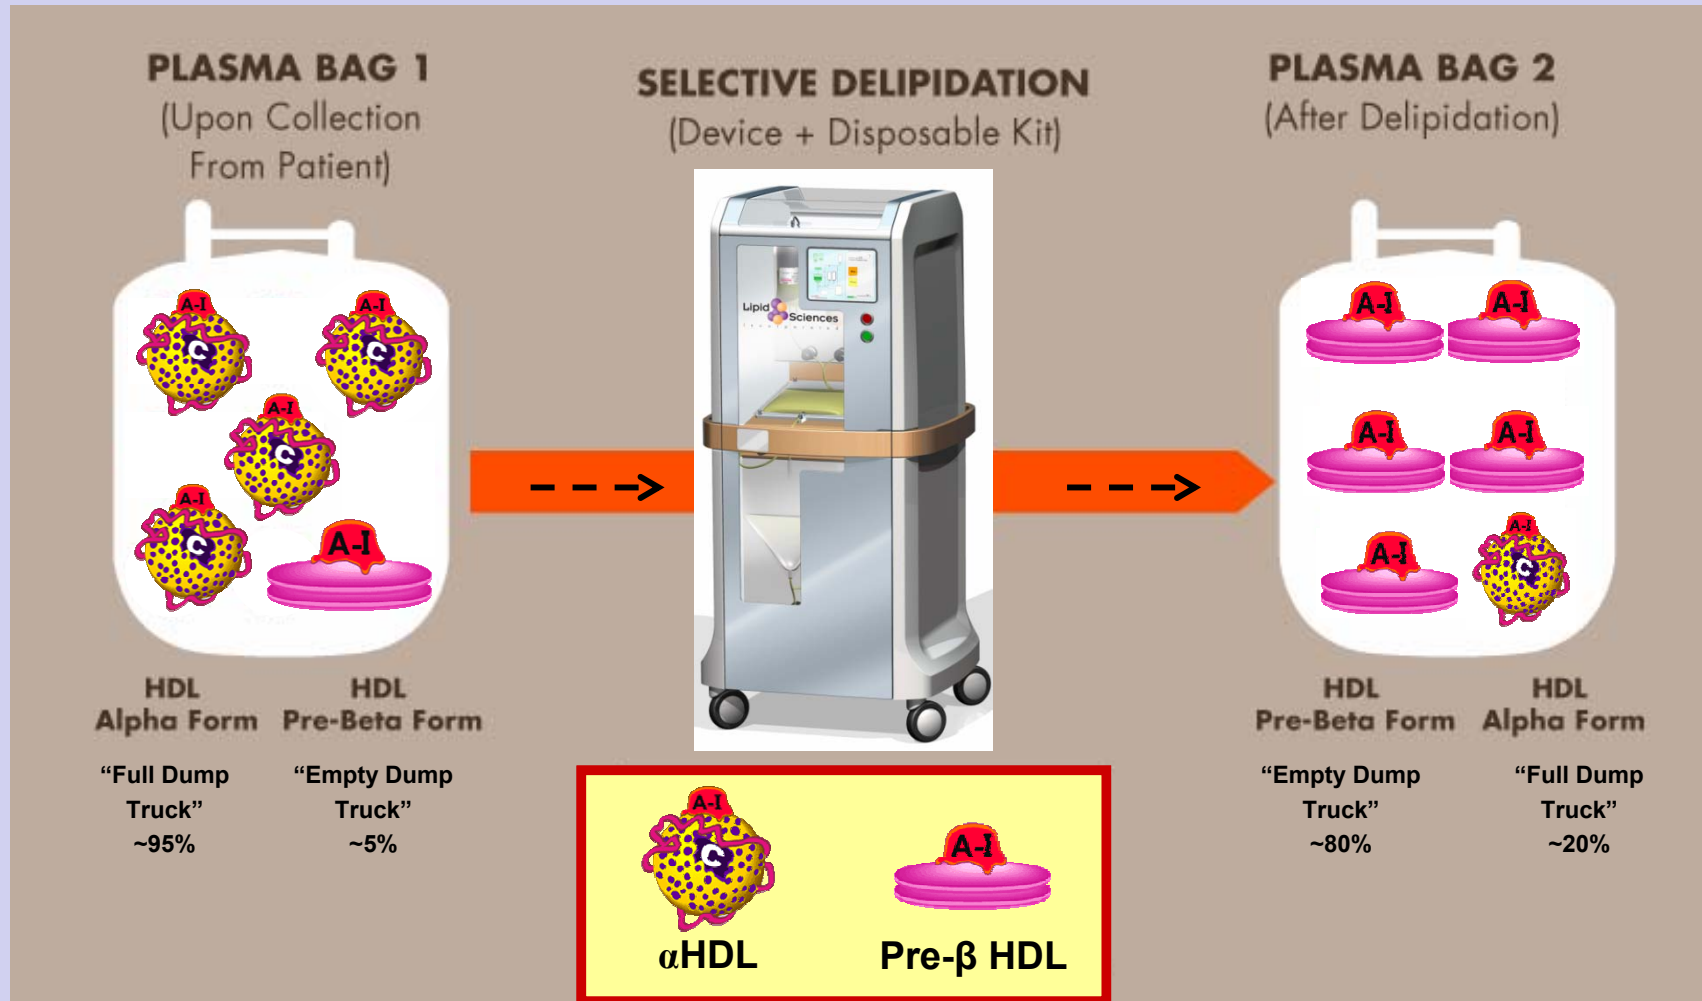 PLASMA BAG 1
(Upon Collection
From Patient)
SELECTIVE DELIPIDATION
(Device + Disposable Kit)
PLASMA BAG 2
(After Delipidation)
A-I
C
A-I
C
A-I
C
A-I
C
A-I
Lipid Sciences
A-I
A-I
A-I
A-I
A-I
A-I
C
HDL
Alpha Form
HDL
Pre-Beta Form
“Full Dump
Truck”
~95%
“Empty Dump
Truck”
~5%
HDL
Pre-Beta Form
HDL
Alpha Form
“Empty Dump
Truck”
~80%
“Full Dump
Truck”
~20%
A-I
C
αHDL
A-I
Pre-β HDL